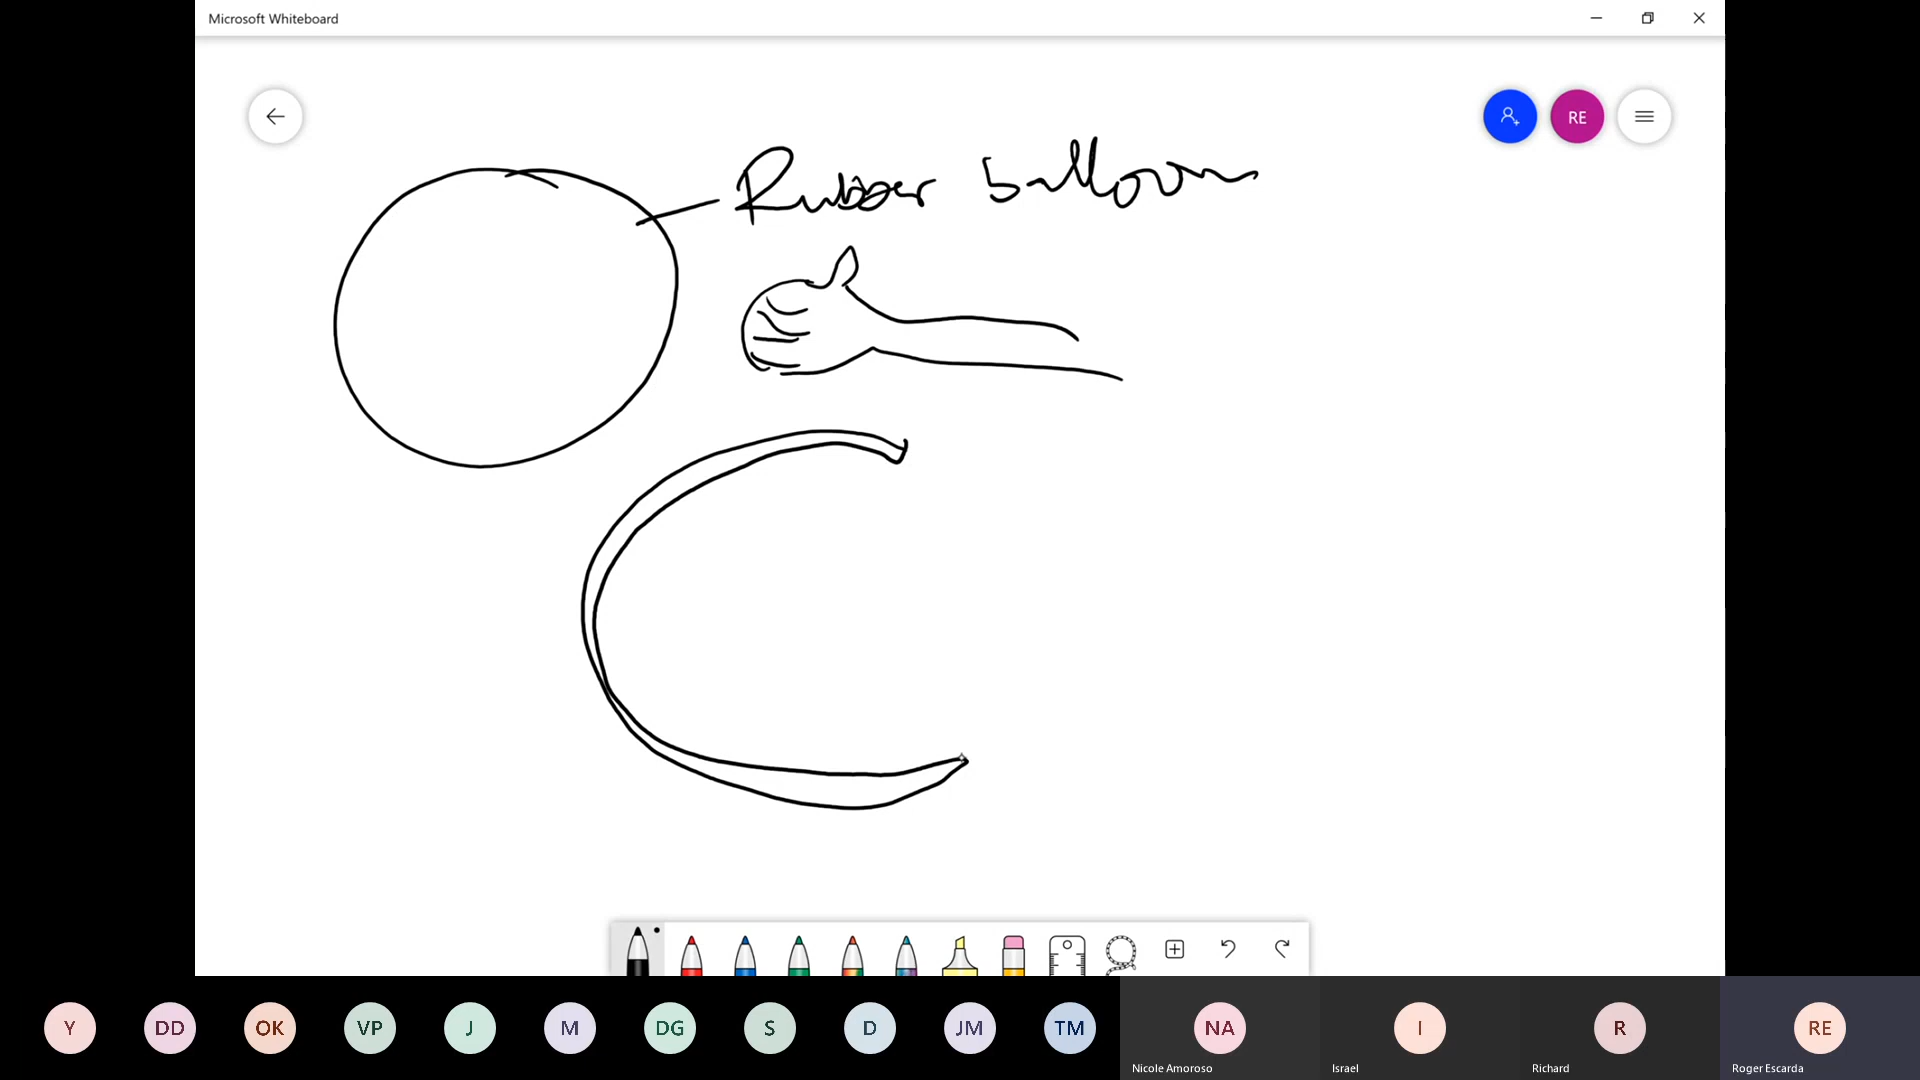 Microsoft Whiteboard
RE
Rubber balloon
Y DD OK VP J M DG S D JM TM NA I R RE
Nicole Amoroso Israel Richard Roger Escarda